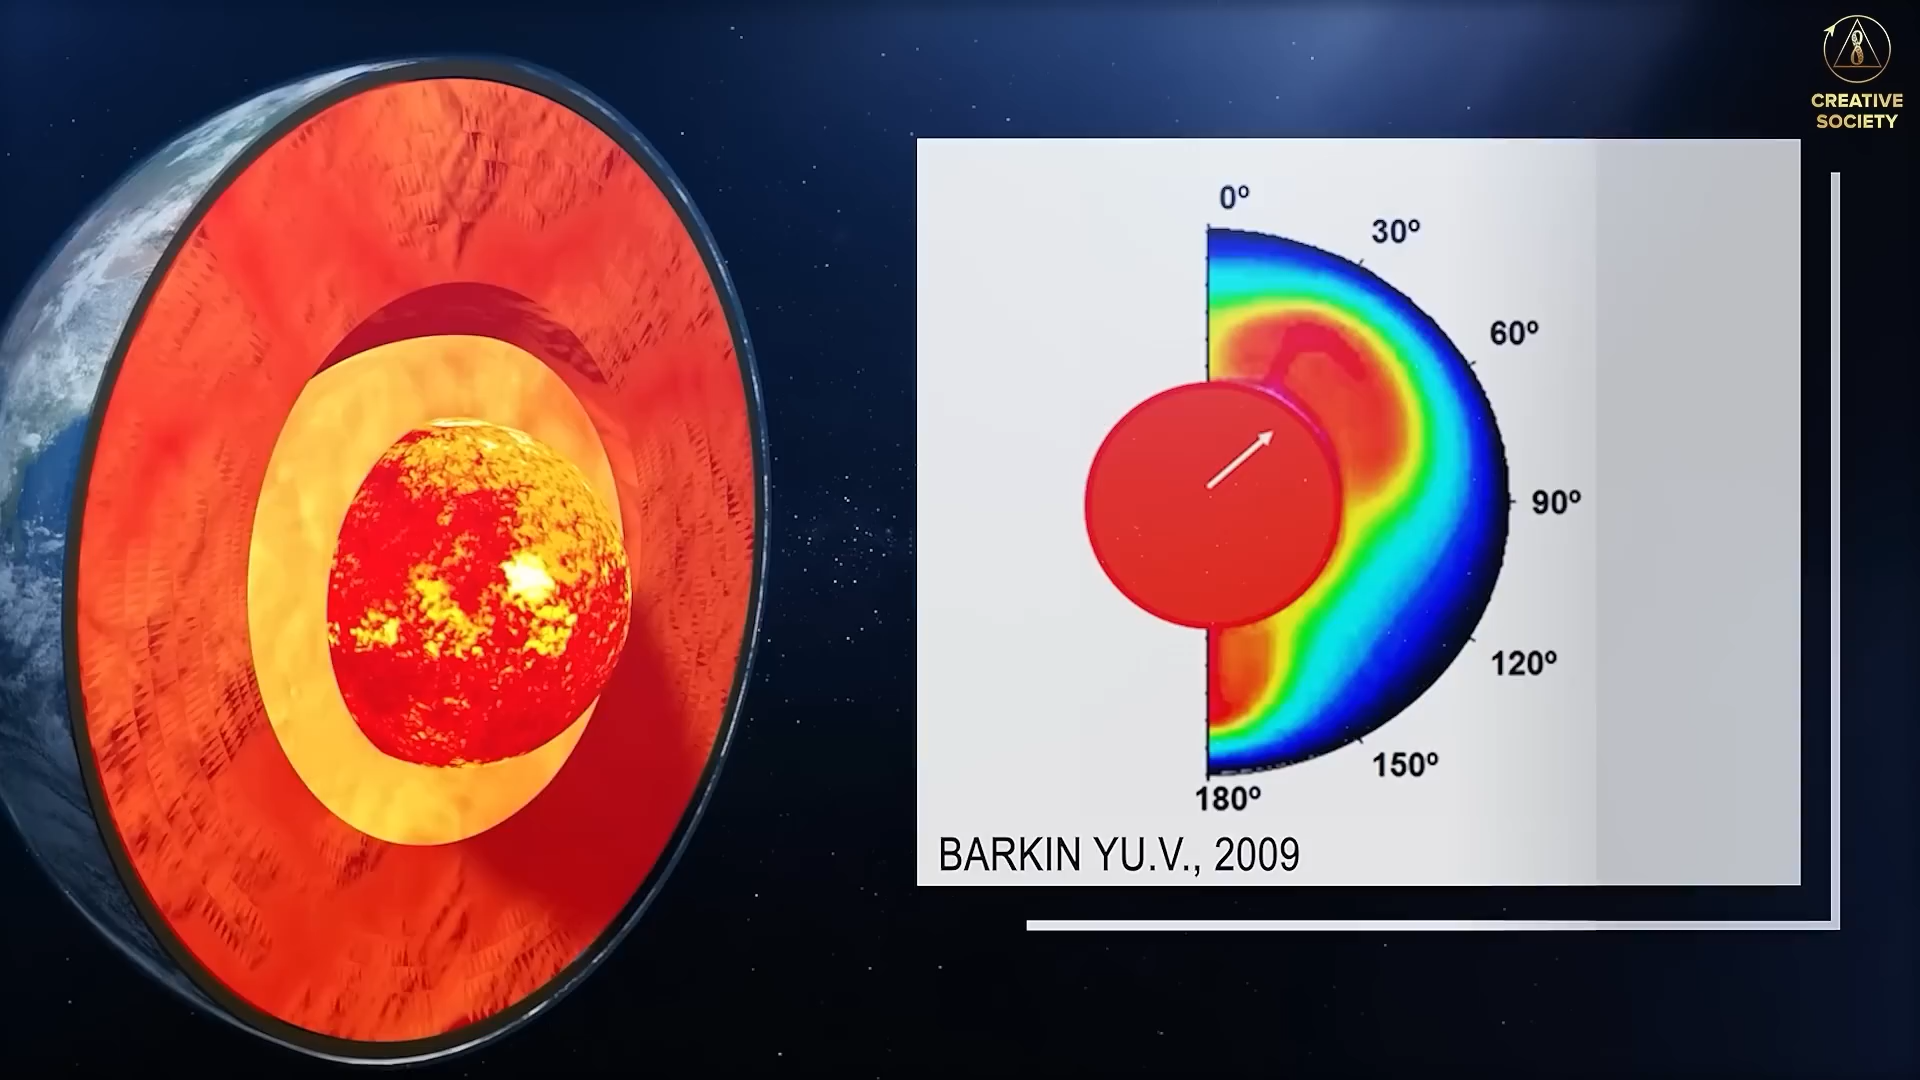 CREATIVE
SOCIETY
0º
30º
60º
90º
120º
150º
180º
BARKIN YU.V., 2009